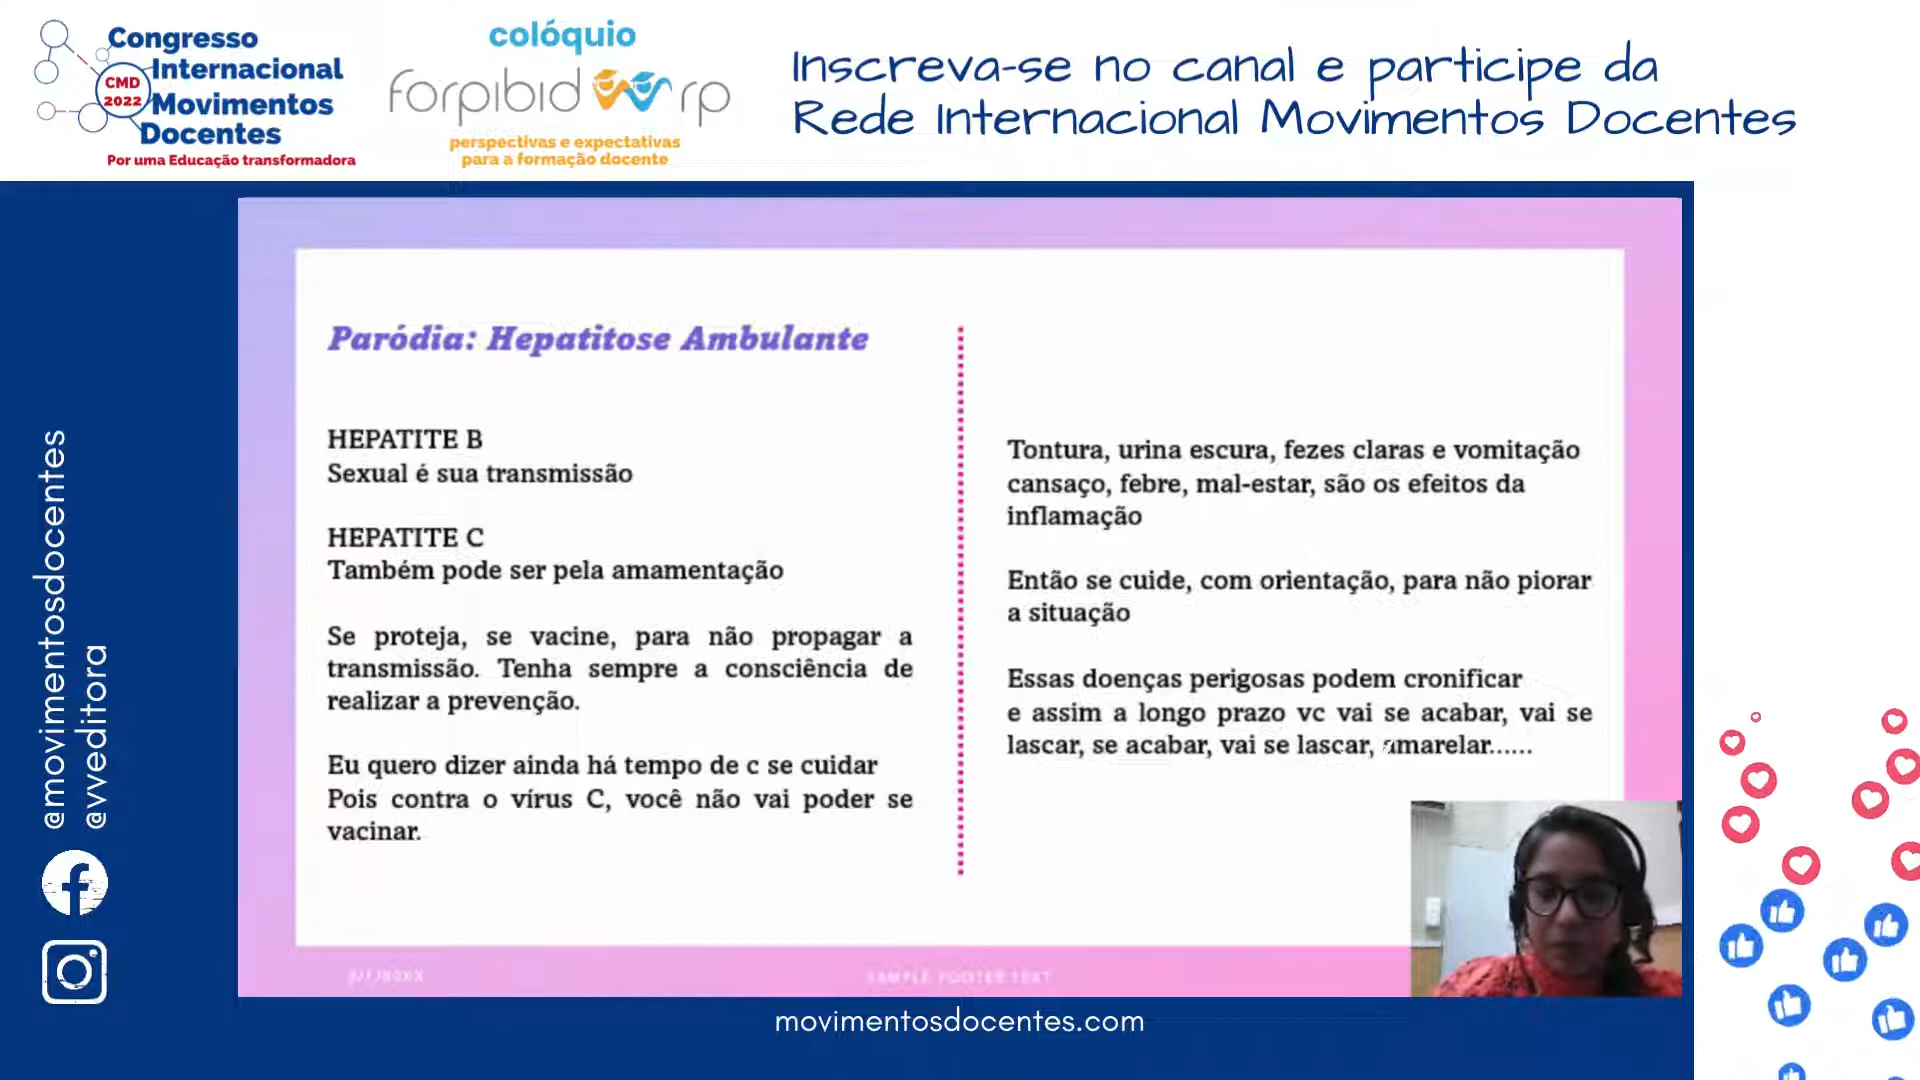 Congresso
Internacional
CMD
2022
Movimentos
Docentes
Por uma Educação transformadora
colóquio
forpibid rp
perspectivas e expectativas
para a formação docente
Inscreva-se no canal e participe da
Rede Internacional Movimentos Docentes
@movimentosdocentes
@vveditora
Paródia: Hepatitose Ambulante
HEPATITE B
Sexual é sua transmissão
HEPATITE C
Também pode ser pela amamentação
Se proteja, se vacine, para não propagar a
transmissão. Tenha sempre a consciência de
realizar a prevenção.
Eu quero dizer ainda há tempo de c se cuidar
Pois contra o vírus C, você não vai poder se
vacinar.
Tontura, urina escura, fezes claras e vomitação
cansaço, febre, mal-estar, são os efeitos da
inflamação
Então se cuide, com orientação, para não piorar
a situação
Essas doenças perigosas podem cronificar
e assim a longo prazo vc vai se acabar, vai se
lascar, se acabar, vai se lascar, amarelar......
SAMPLE FOOTER TEXT
movimentosdocentes.com